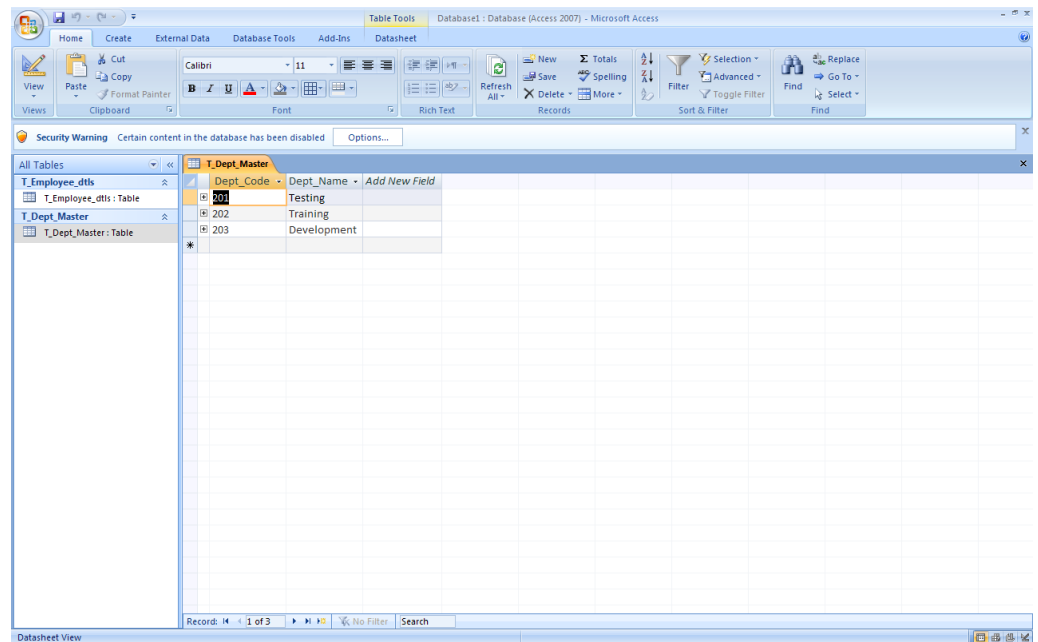 Table Tools Database1 : Database (Access 2007) - Microsoft Access
Home Create External Data Database Tools Add-Ins Datasheet
View
Views
Paste
Cut
Copy
Format Painter
Clipboard
Calibri 11
B I U A
Font
Rich Text
Refresh All
New
Save
Delete
Totals
Spelling
More
Records
Filter
Selection
Advanced
Toggle Filter
Sort & Filter
Find
Replace
Go To
Select
Find
Security Warning Certain content in the database has been disabled Options...
All Tables
T_Employee_dtls
T_Employee_dtls : Table
T_Dept_Master
T_Dept_Master : Table
T_Dept_Master
Dept_Code Dept_Name Add New Field
201 Testing
202 Training
203 Development
Record: 1 of 3 No Filter Search
Datasheet View